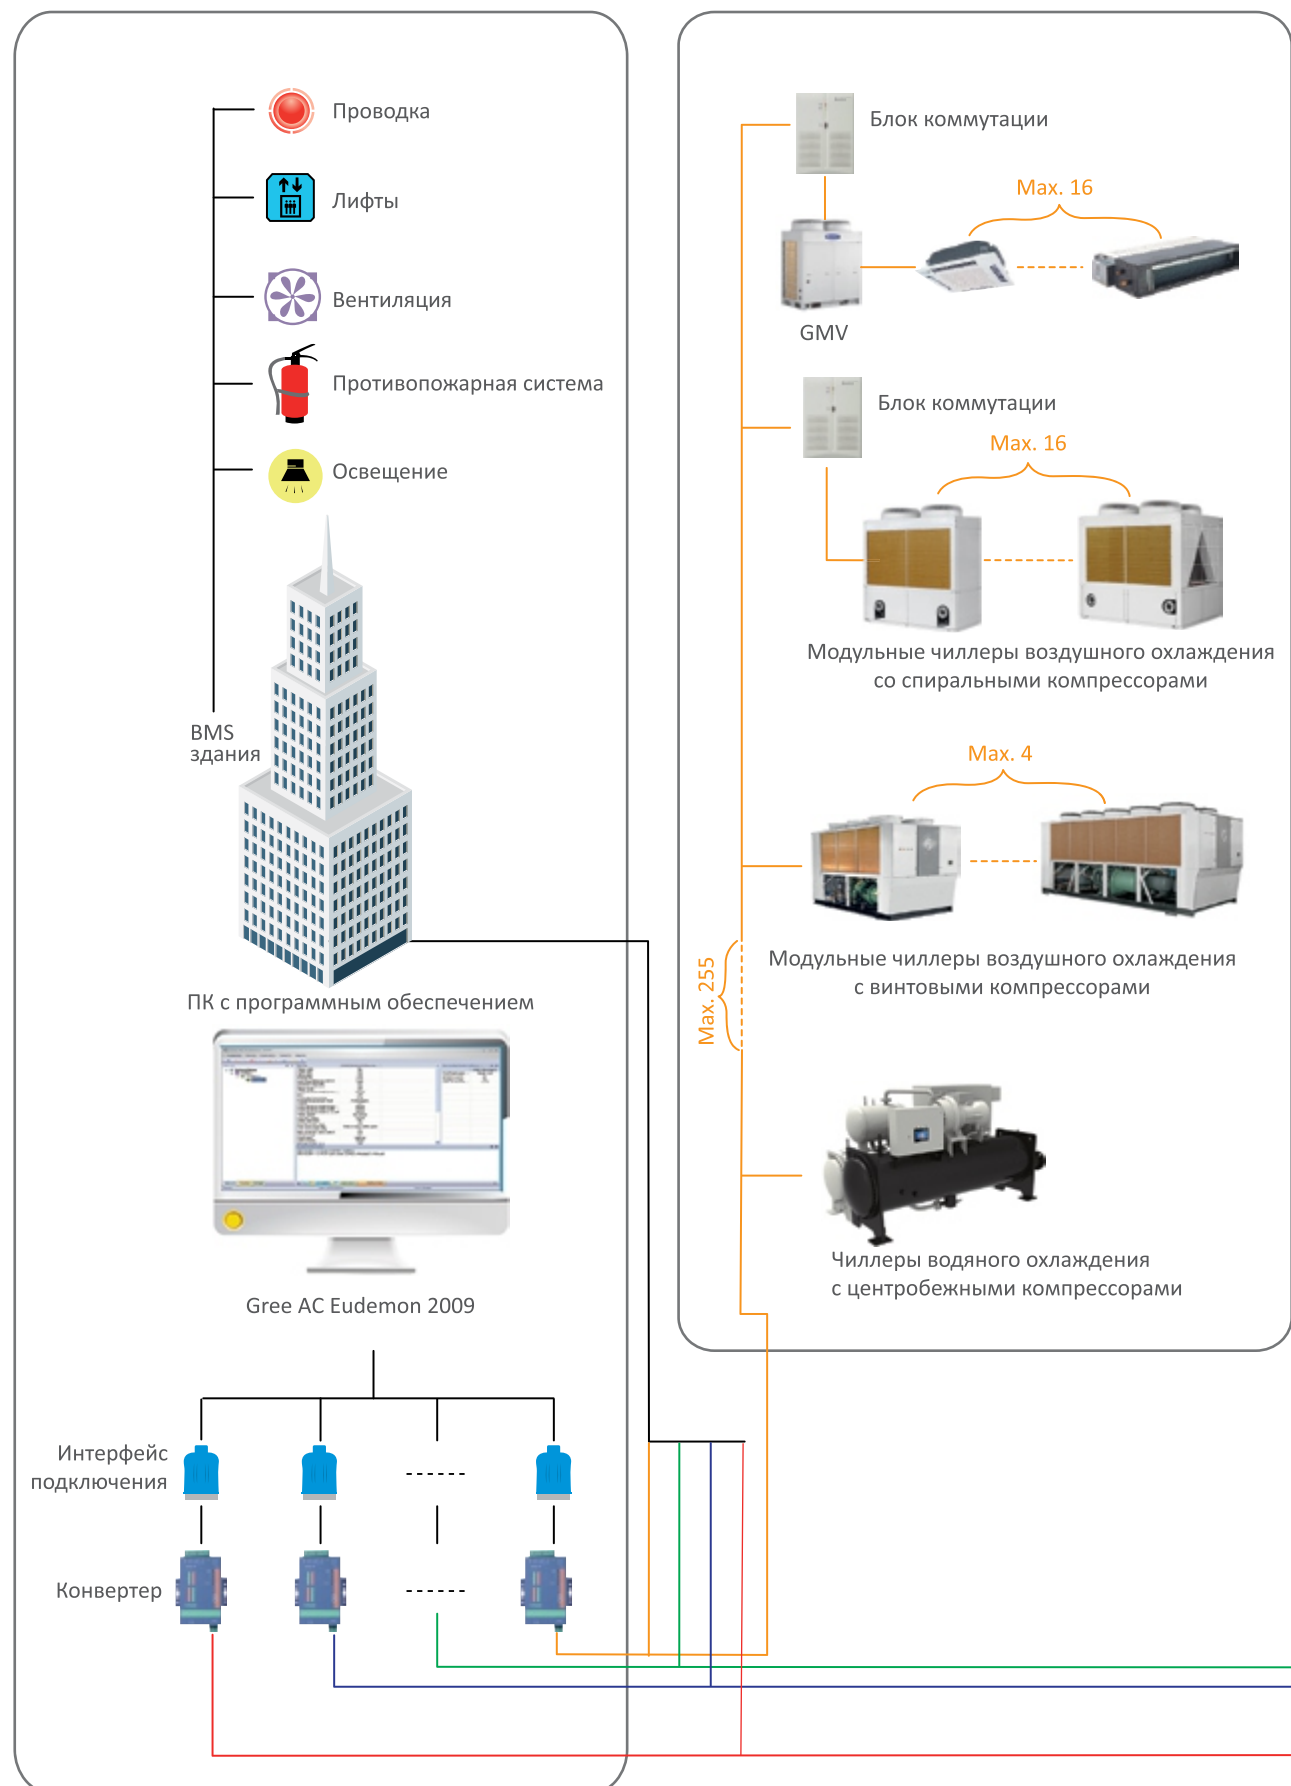 Проводка
Лифты
Вентиляция
Противопожарная система
Освещение
BMS
здания
ПК с программным обеспечением
Gree AC Eudemon 2009
Интерфейс
подключения
Конвертер
Блок коммутации
Max. 16
GMV
Блок коммутации
Max. 16
Модульные чиллеры воздушного охлаждения
со спиральными компрессорами
Max. 4
Модульные чиллеры воздушного охлаждения
с винтовыми компрессорами
Max. 255
Чиллеры водяного охлаждения
с центробежными компрессорами